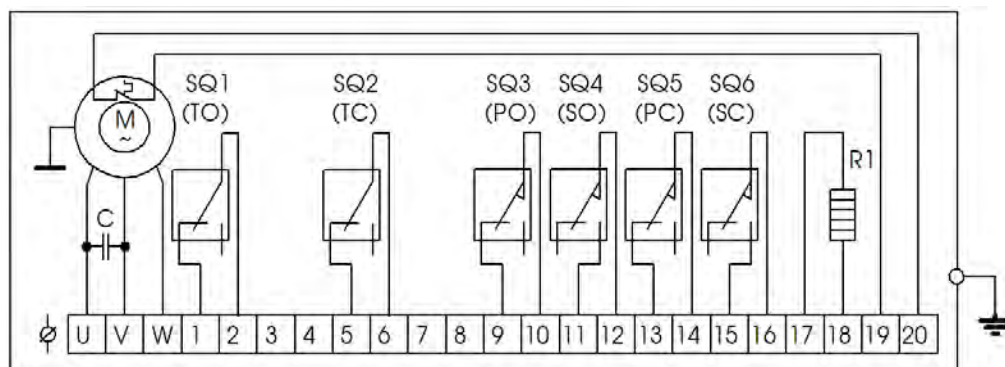 SQ1 SQ2 SQ3 SQ4 SQ5 SQ6
(TO) (TC) (PO) (SO) (PC) (SC)
M
~
R1
C
U V W 1 2 3 4 5 6 7 8 9 10 11 12 13 14 15 16 17 18 19 20